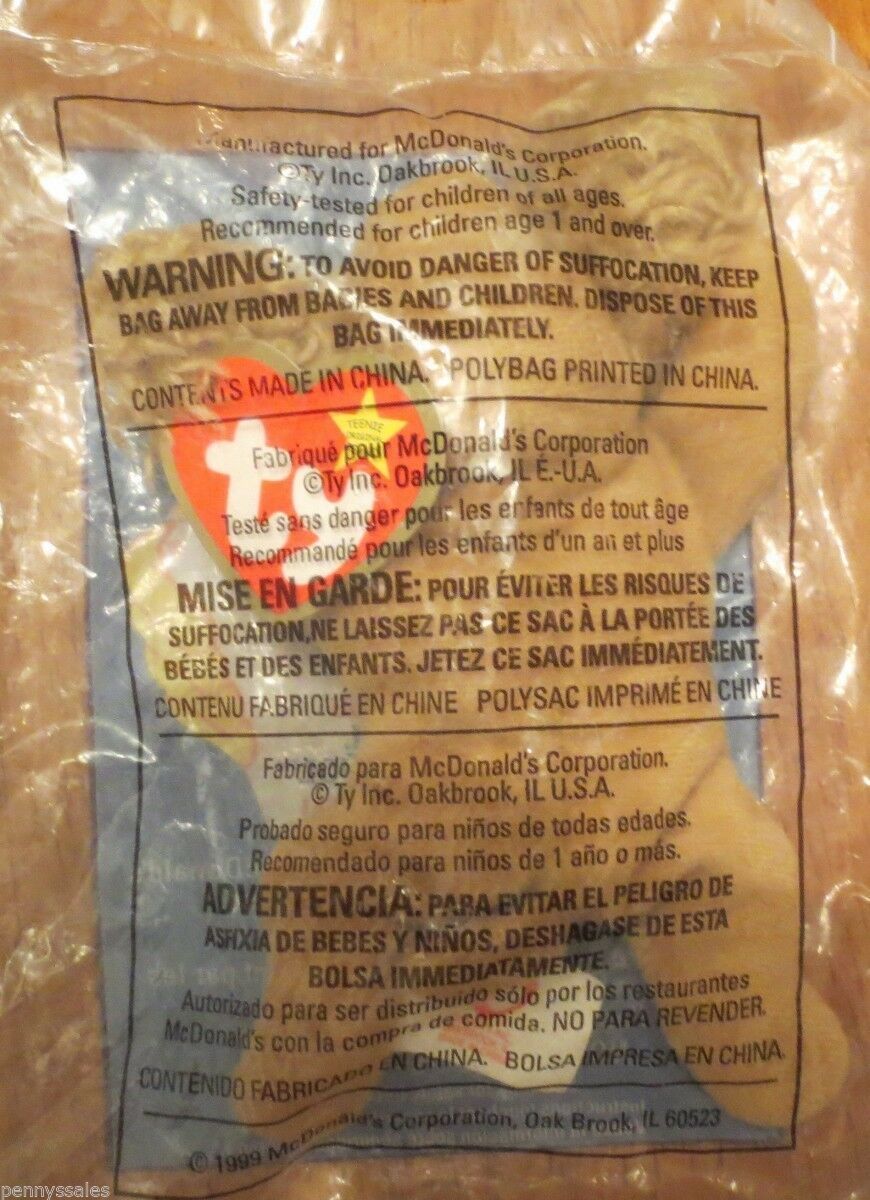 Manufactured for McDonald's Corporation.
©Ty Inc. Oakbrook, IL U.S.A.
Safety-tested for children of all ages.
Recommended for children age 1 and over.
WARNING: TO AVOID DANGER OF SUFFOCATION, KEEP
BAG AWAY FROM BABIES AND CHILDREN. DISPOSE OF THIS
BAG IMMEDIATELY.
CONTENTS MADE IN CHINA. POLYBAG PRINTED IN CHINA.
ty
TEENIE
Fabriqué pour McDonald's Corporation
©Ty Inc. Oakbrook, IL É.-U.A.
Testé sans danger pour les enfants de tout âge
Recommandé pour les enfants d'un an et plus
MISE EN GARDE: POUR ÉVITER LES RISQUES DE
SUFFOCATION,NE LAISSEZ PAS CE SAC À LA PORTÉE DES
BÉBÉS ET DES ENFANTS. JETEZ CE SAC IMMÉDIATEMENT.
CONTENU FABRIQUÉ EN CHINE POLYSAC IMPRIMÉ EN CHINE
Fabricado para McDonald's Corporation.
© Ty Inc. Oakbrook, IL U.S.A.
Probado seguro para niños de todas edades.
Recomendado para niños de 1 año o más.
ADVERTENCIA: PARA EVITAR EL PELIGRO DE
ASFIXIA DE BEBES Y NIÑOS, DESHAGASE DE ESTA
BOLSA IMMEDIATAMENTE.
Autorizado para ser distribuido sólo por los restaurantes
McDonald's con la compra de comida. NO PARA REVENDER.
CONTENIDO FABRICADO EN CHINA. BOLSA IMPRESA EN CHINA.
© 1999 McDonald's Corporation, Oak Brook, IL 60523
pennyssales